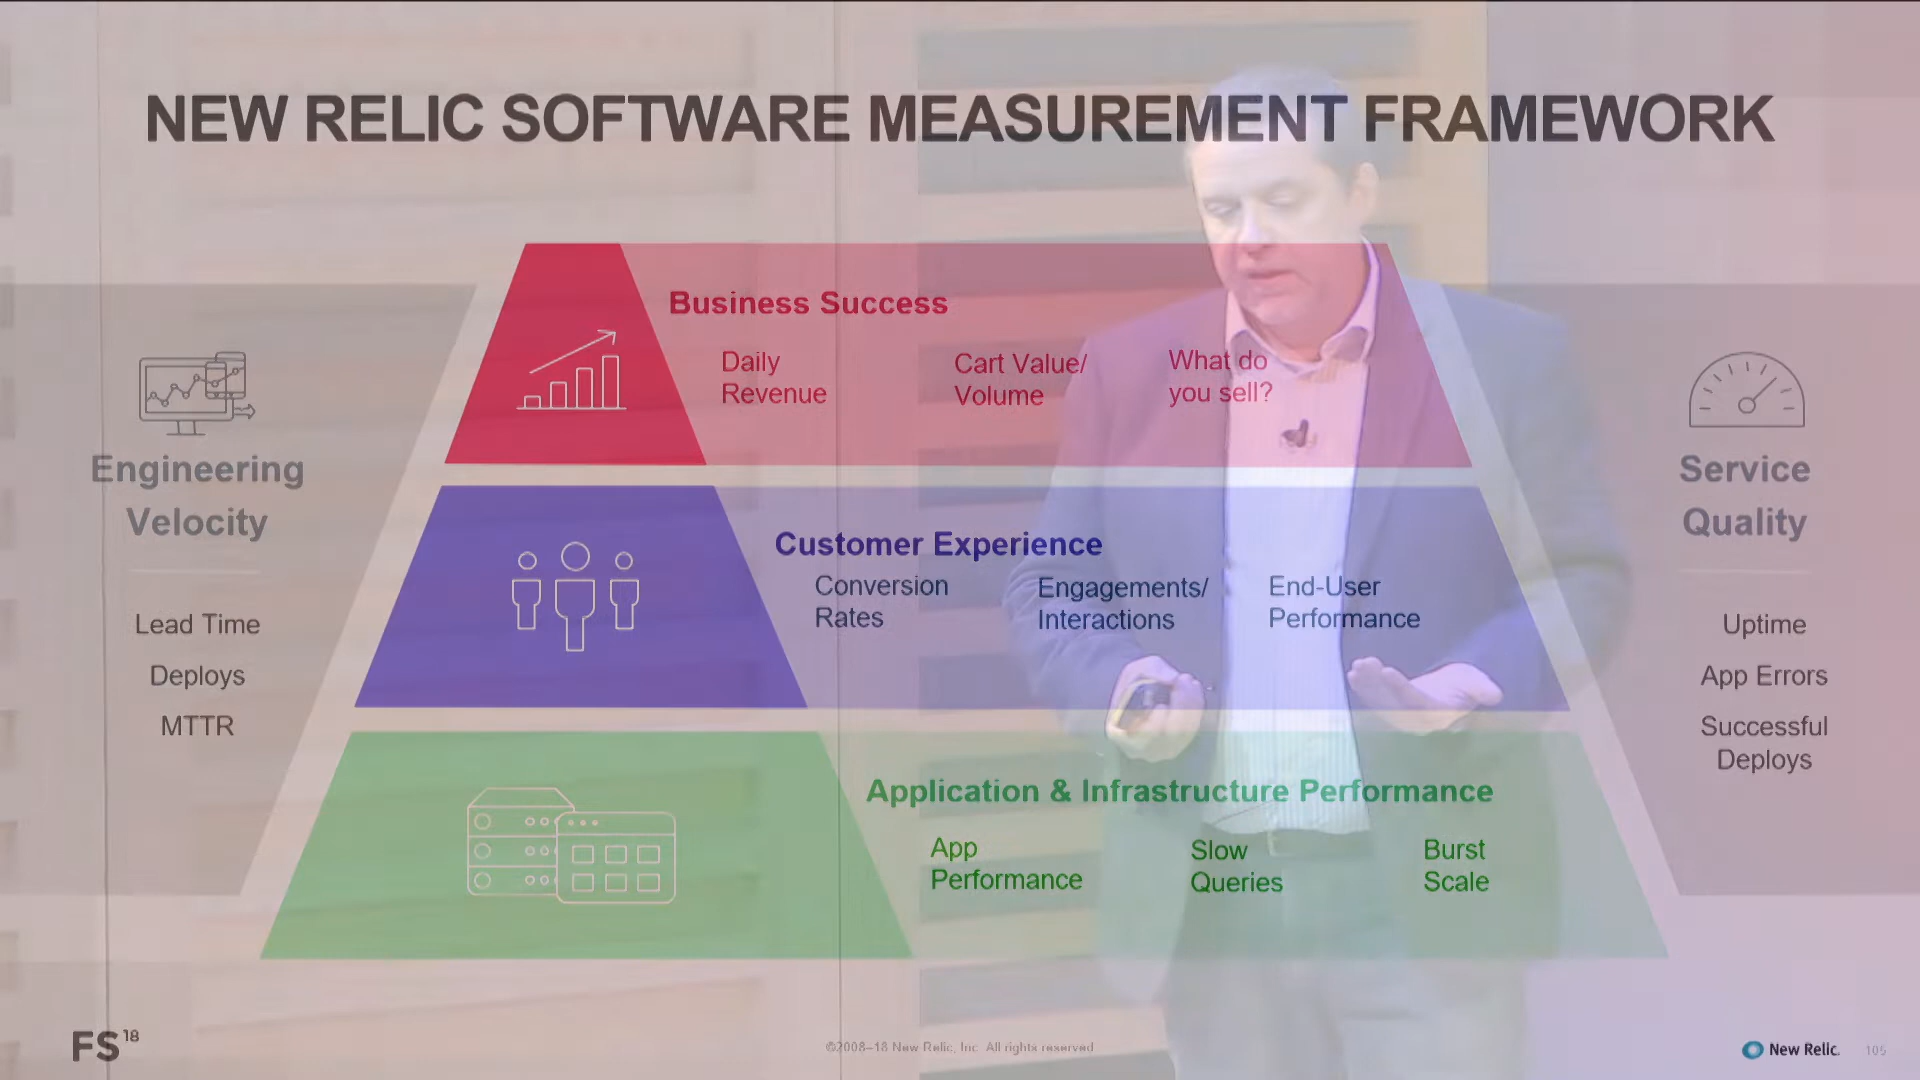 NEW RELIC SOFTWARE MEASUREMENT FRAMEWORK
Business Success
Daily
Revenue
Cart Value/
Volume
What do
you sell?
Engineering
Velocity
Lead Time
Deploys
MTTR
Customer Experience
Conversion
Rates
Engagements/
Interactions
End-User
Performance
Service
Quality
Uptime
App Errors
Successful
Deploys
Application & Infrastructure Performance
App
Performance
Slow
Queries
Burst
Scale
FS18
©2008–18 New Relic, Inc. All rights reserved
New Relic.